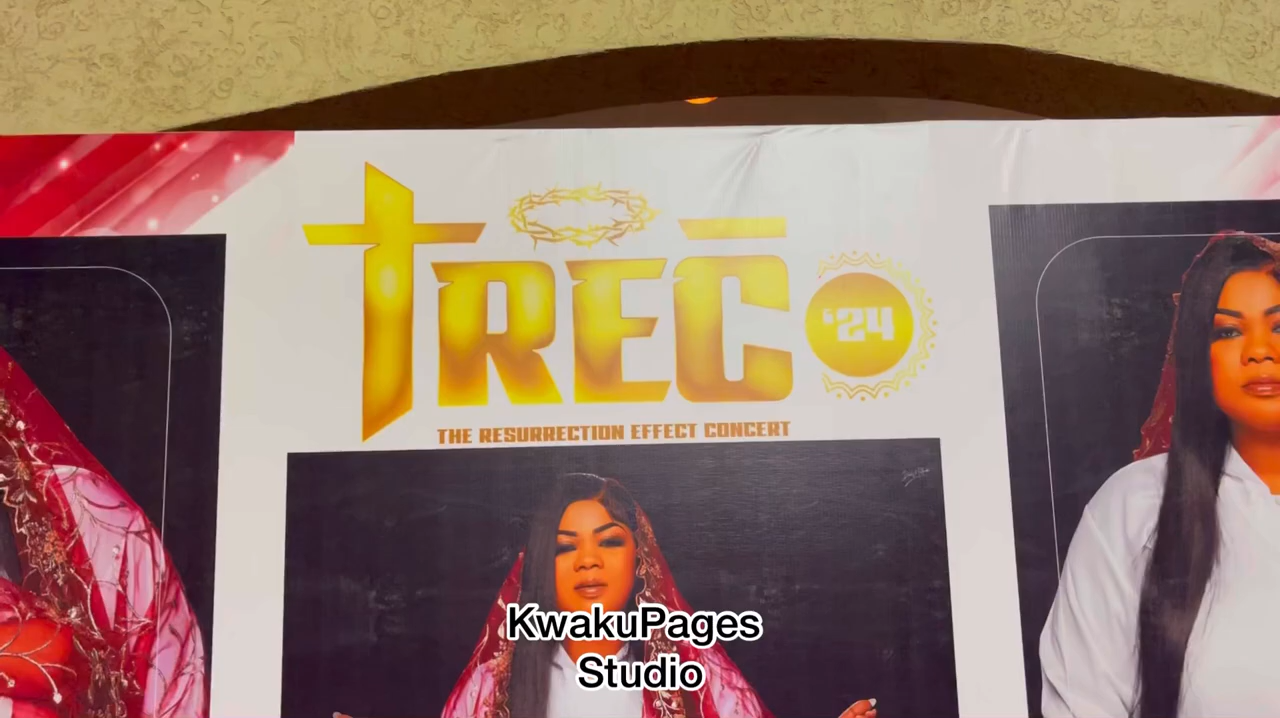 TREC
'24
THE RESURRECTION EFFECT CONCERT
KwakuPages
Studio